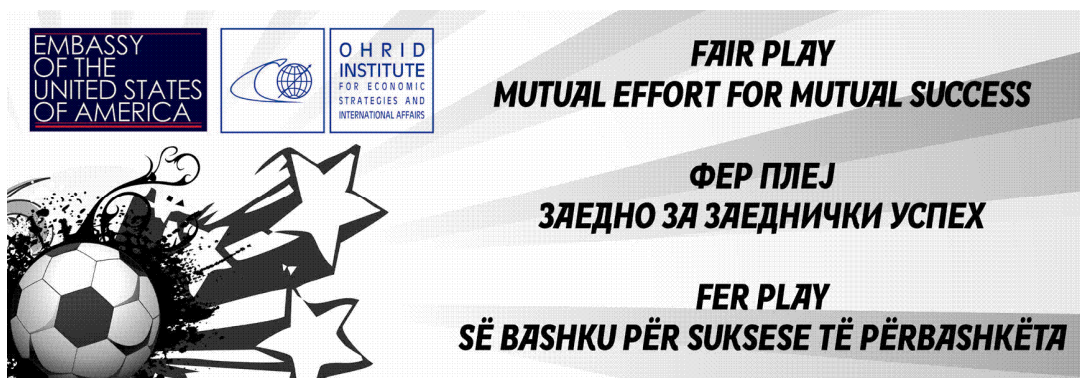 EMBASSY
OF THE
UNITED STATES
OF AMERICA
OHRID
INSTITUTE
FOR ECONOMIC
STRATEGIES AND
INTERNATIONAL AFFAIRS
FAIR PLAY
MUTUAL EFFORT FOR MUTUAL SUCCESS
ФЕР ПЛЕЈ
ЗАЕДНО ЗА ЗАЕДНИЧКИ УСПЕХ
FER PLAY
SË BASHKU PËR SUKSESE TË PËRBASHKËTA